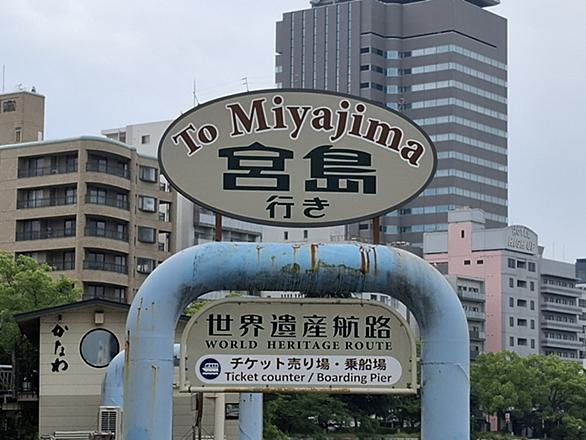 To Miyajima
宮島
行き
世界遺産航路
WORLD HERITAGE ROUTE
チケット売り場・乗船場
Ticket counter / Boarding Pier
かなわ
HOTEL